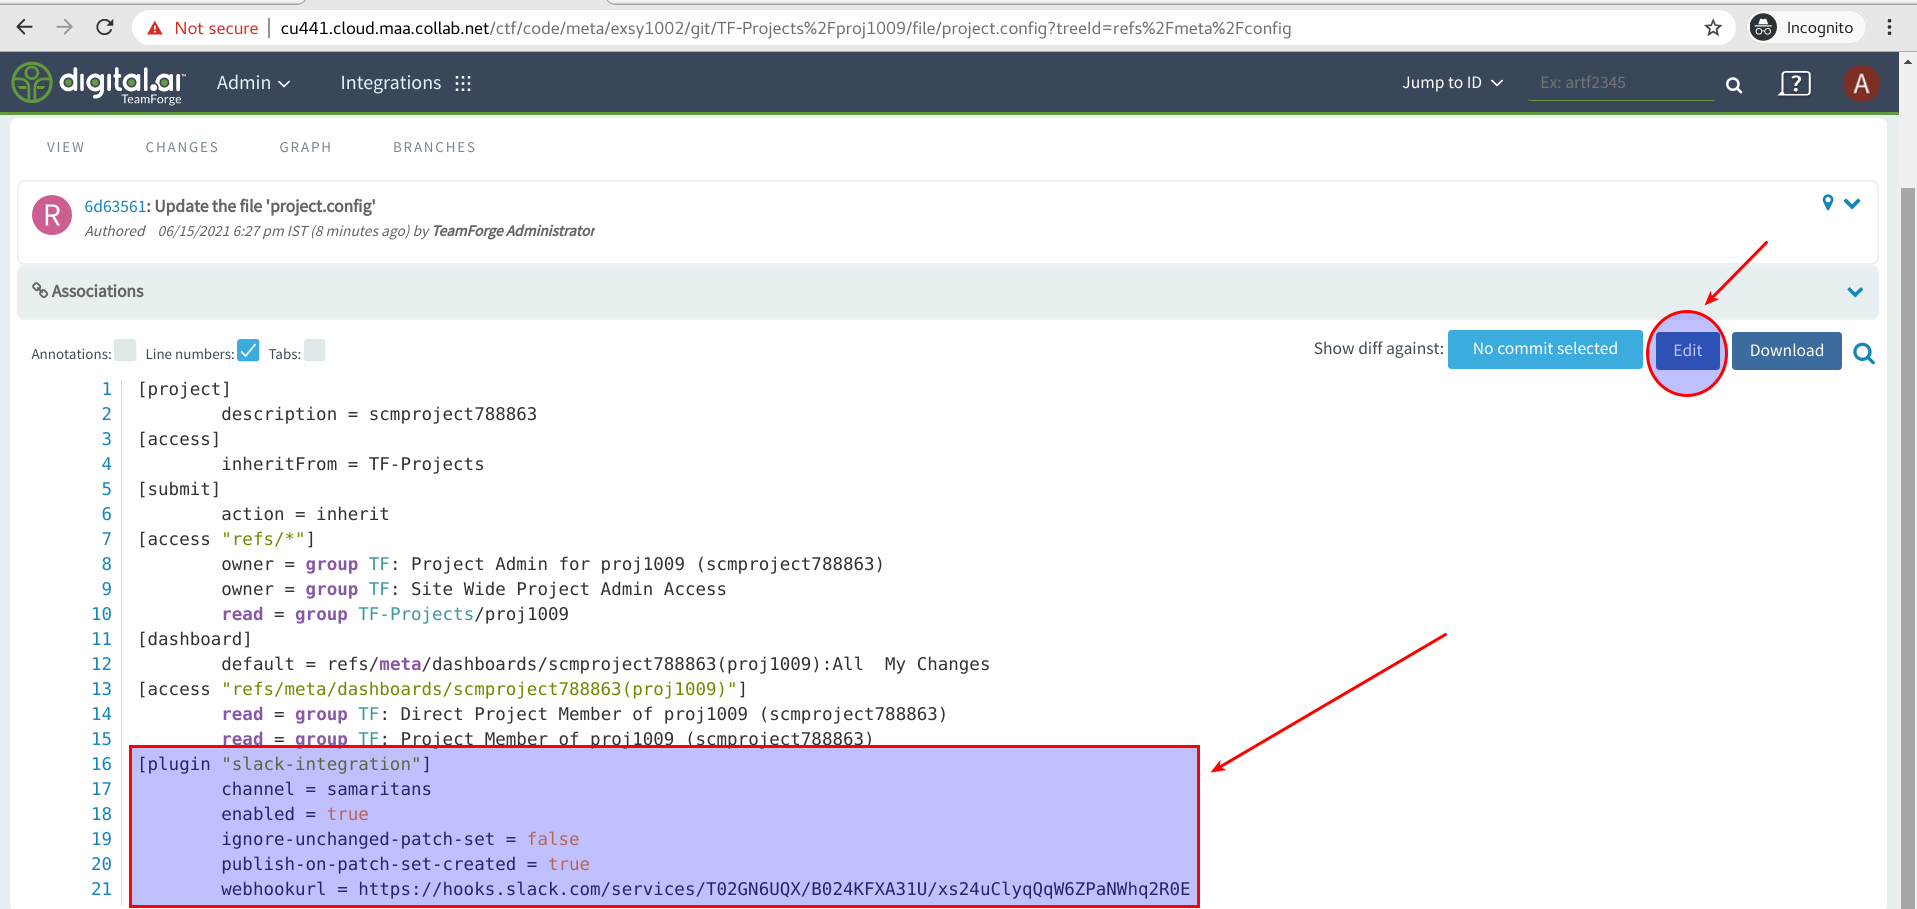 Not secure | cu441.cloud.maa.collab.net/ctf/code/meta/exsy1002/git/TF-Projects%2Fproj1009/file/project.config?treeId=refs%2Fmeta%2Fconfig Incognito
digital.ai TeamForge Admin Integrations Jump to ID Ex: artf2345 ? A
VIEW CHANGES GRAPH BRANCHES
R 6d63561: Update the file 'project.config'
Authored 06/15/2021 6:27 pm IST (8 minutes ago) by TeamForge Administrator
Associations
Annotations: Line numbers: Tabs: Show diff against: No commit selected Edit Download
1 [project]
2 description = scmproject788863
3 [access]
4 inheritFrom = TF-Projects
5 [submit]
6 action = inherit
7 [access "refs/*"]
8 owner = group TF: Project Admin for proj1009 (scmproject788863)
9 owner = group TF: Site Wide Project Admin Access
10 read = group TF-Projects/proj1009
11 [dashboard]
12 default = refs/meta/dashboards/scmproject788863(proj1009):All  My Changes
13 [access "refs/meta/dashboards/scmproject788863(proj1009)"]
14 read = group TF: Direct Project Member of proj1009 (scmproject788863)
15 read = group TF: Project Member of proj1009 (scmproject788863)
16 [plugin "slack-integration"]
17 channel = samaritans
18 enabled = true
19 ignore-unchanged-patch-set = false
20 publish-on-patch-set-created = true
21 webhookurl = https://hooks.slack.com/services/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